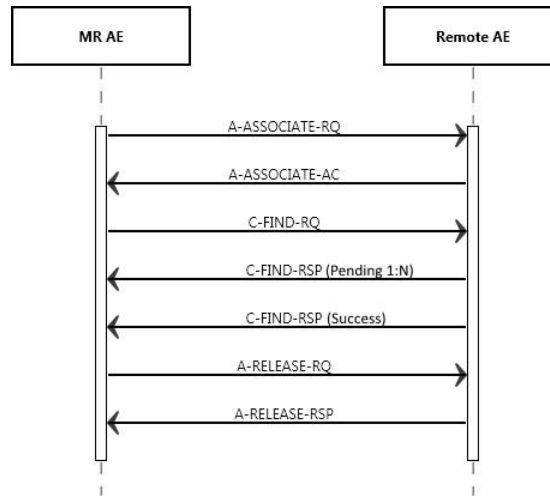 MR AE
Remote AE
A-ASSOCIATE-RQ
A-ASSOCIATE-AC
C-FIND-RQ
C-FIND-RSP (Pending 1:N)
C-FIND-RSP (Success)
A-RELEASE-RQ
A-RELEASE-RSP